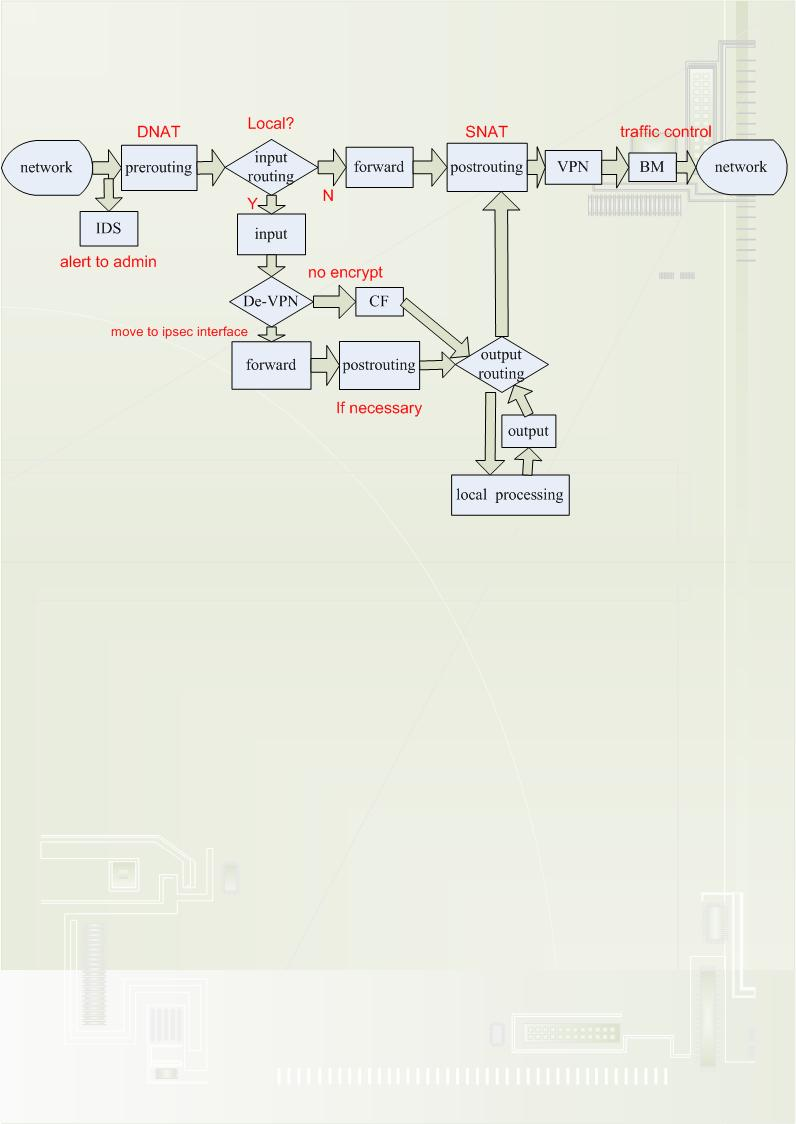 DNAT
Local?
SNAT
traffic control
network
prerouting
input
routing
forward
postrouting
VPN
BM
network
Y
N
IDS
input
alert to admin
no encrypt
De-VPN
CF
move to ipsec interface
forward
postrouting
output
routing
If necessary
output
local processing